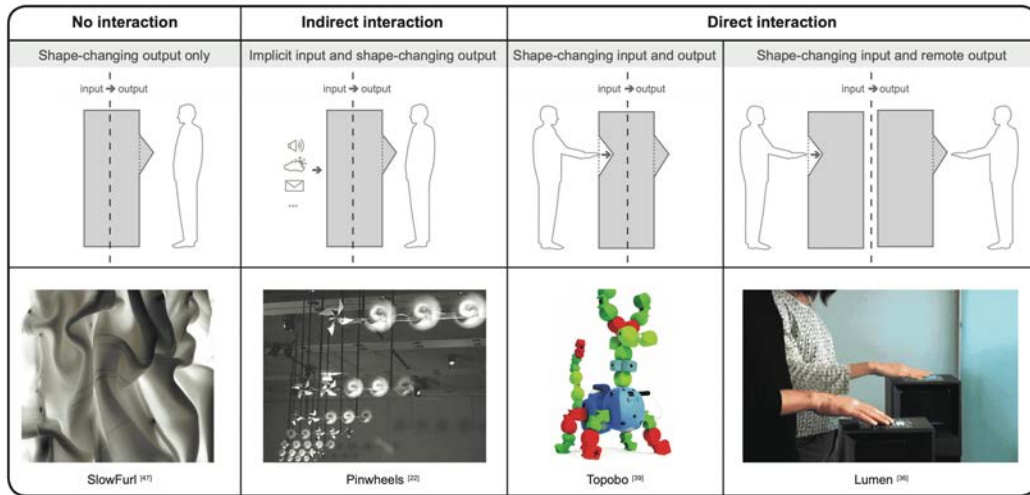 No interaction
Indirect interaction
Direct interaction
Shape-changing output only
Implicit input and shape-changing output
Shape-changing input and output
Shape-changing input and remote output
input → output
input → output
input → output
input → output
...
SlowFurl [47]
Pinwheels [22]
Topobo [39]
Lumen [36]